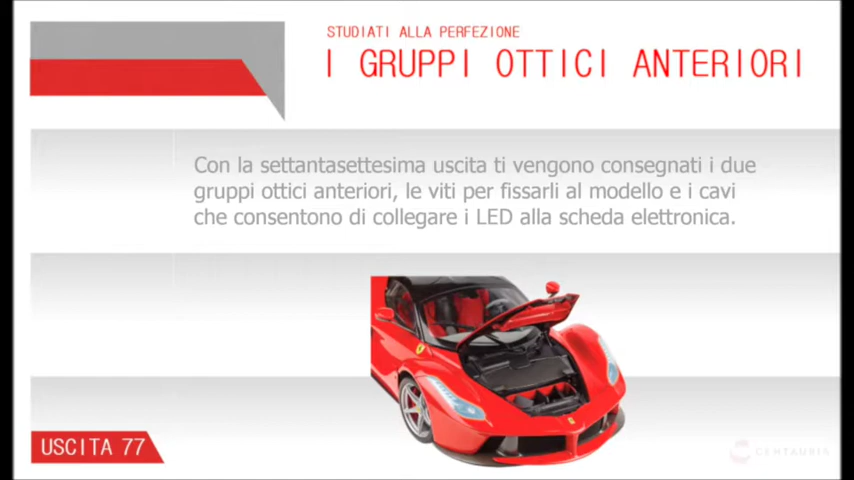 STUDIATI ALLA PERFEZIONE
I GRUPPI OTTICI ANTERIORI
Con la settantasettesima uscita ti vengono consegnati i due
gruppi ottici anteriori, le viti per fissarli al modello e i cavi
che consentono di collegare i LED alla scheda elettronica.
USCITA 77
CENTAURIA